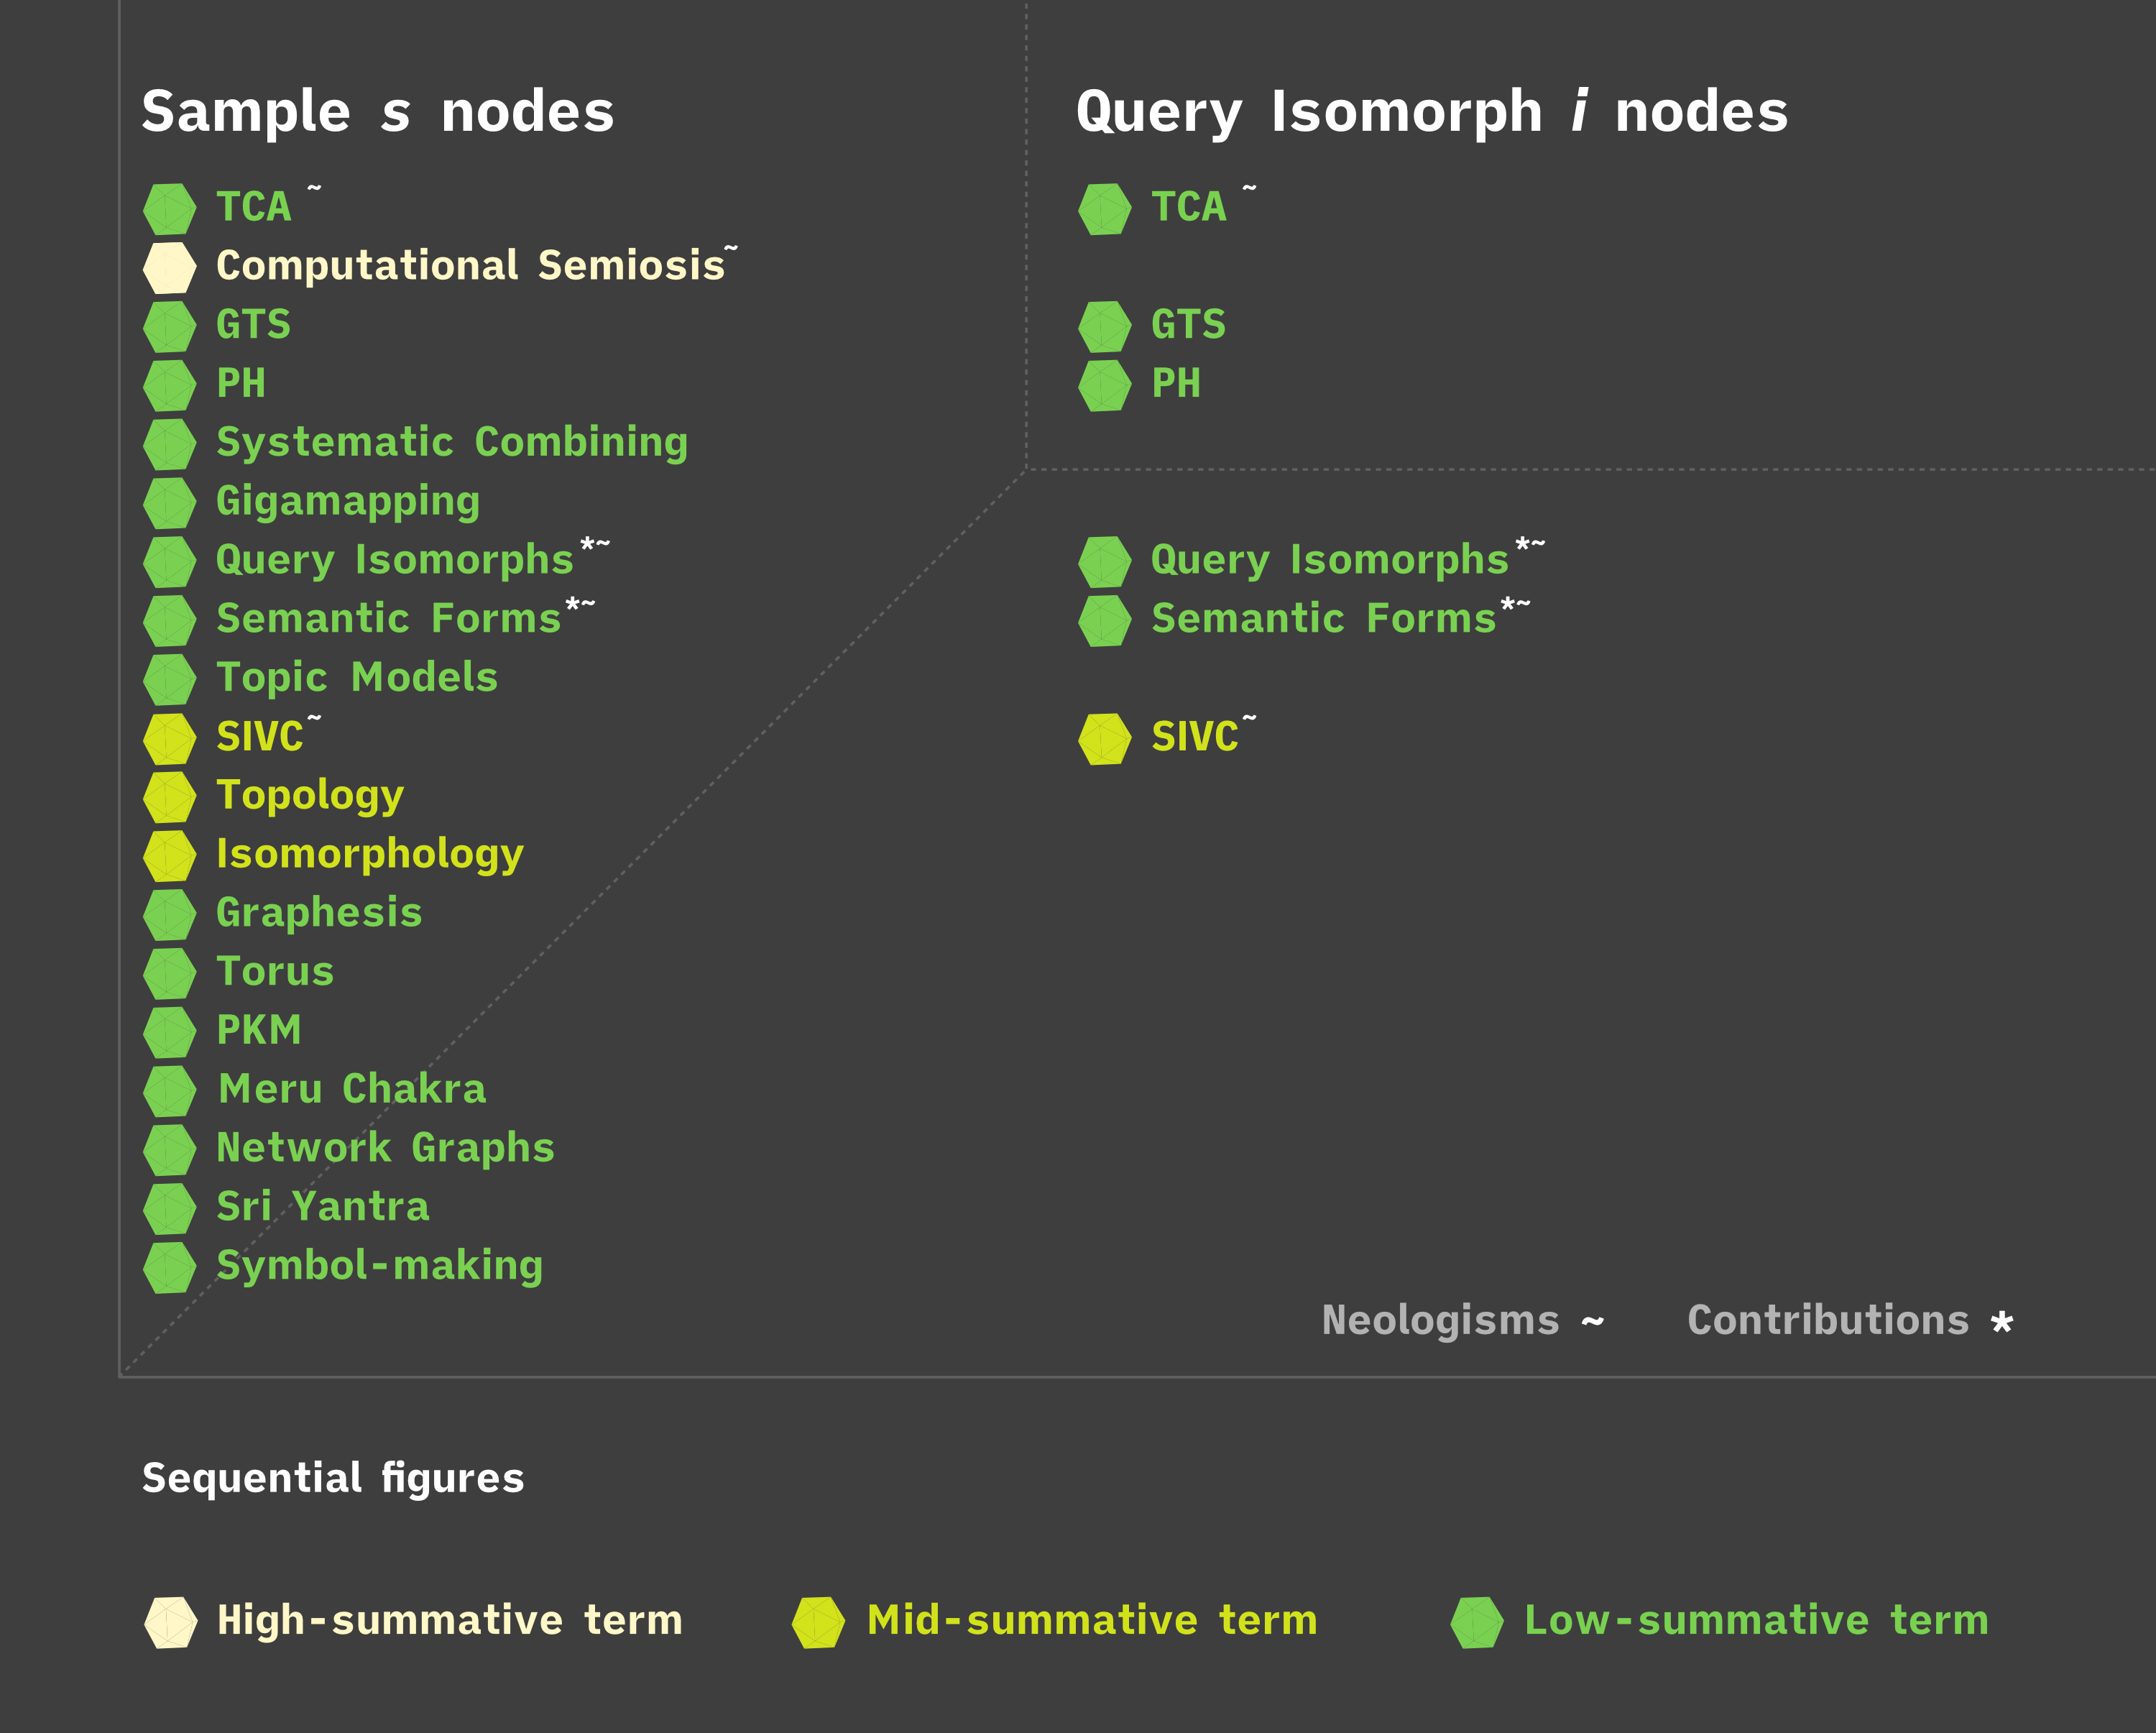 Sample s nodes
TCA ~
Computational Semiosis~
GTS
PH
Systematic Combining
Gigamapping
Query Isomorphs*~
Semantic Forms*~
Topic Models
SIVC~
Topology
Isomorphology
Graphesis
Torus
PKM
Meru Chakra
Network Graphs
Sri Yantra
Symbol-making
Query Isomorph i nodes
TCA ~
GTS
PH
Query Isomorphs*~
Semantic Forms*~
SIVC~
Neologisms ~ Contributions *
Sequential figures
High-summative term
Mid-summative term
Low-summative term